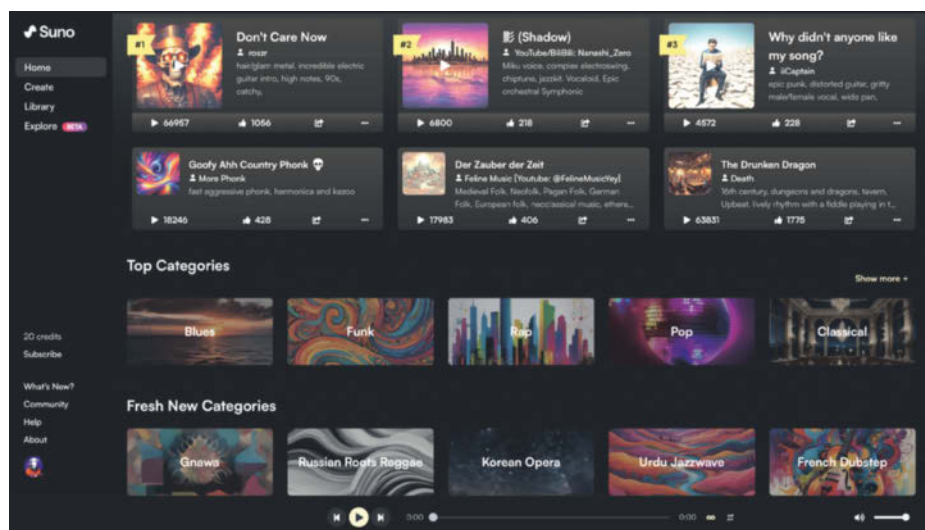 Suno
Home
Create
Library
Explore BETA
20 credits
Subscribe
What's New?
Community
Help
About
#1
Don't Care Now
roszr
hair/glam metal, incredible electric
guitar intro, high notes, 90s,
catchy,
66957
1056
#2
影 (Shadow)
YouTube/BiliBili: Nanashi_Zero
Miku voice, complex electroswing,
chiptune, jazzkit. Vocaloid. Epic
orchestral Symphonic
6800
218
#3
Why didn't anyone like
my song?
ilCaptain
epic punk, distorted guitar, gritty
male/female vocal, wide pan,
4572
228
Goofy Ahh Country Phonk 💀
More Phonk
fast aggressive phonk, harmonica and kazoo
18246
428
Der Zauber der Zeit
Feline Music [Youtube: @FelineMusicYey]
Medieval Folk, Neofolk, Pagan Folk, German
Folk, European folk, neoclassical music, ethere...
17983
406
The Drunken Dragon
Death
16th century, dungeons and dragons, tavern,
Upbeat, lively rhythm with a fiddle playing in t...
63831
1775
Top Categories
Show more +
Blues
Funk
Rap
Pop
Classical
Fresh New Categories
Gnawa
Russian Roots Reggae
Korean Opera
Urdu Jazzwave
French Dubstep
0:00
0:00